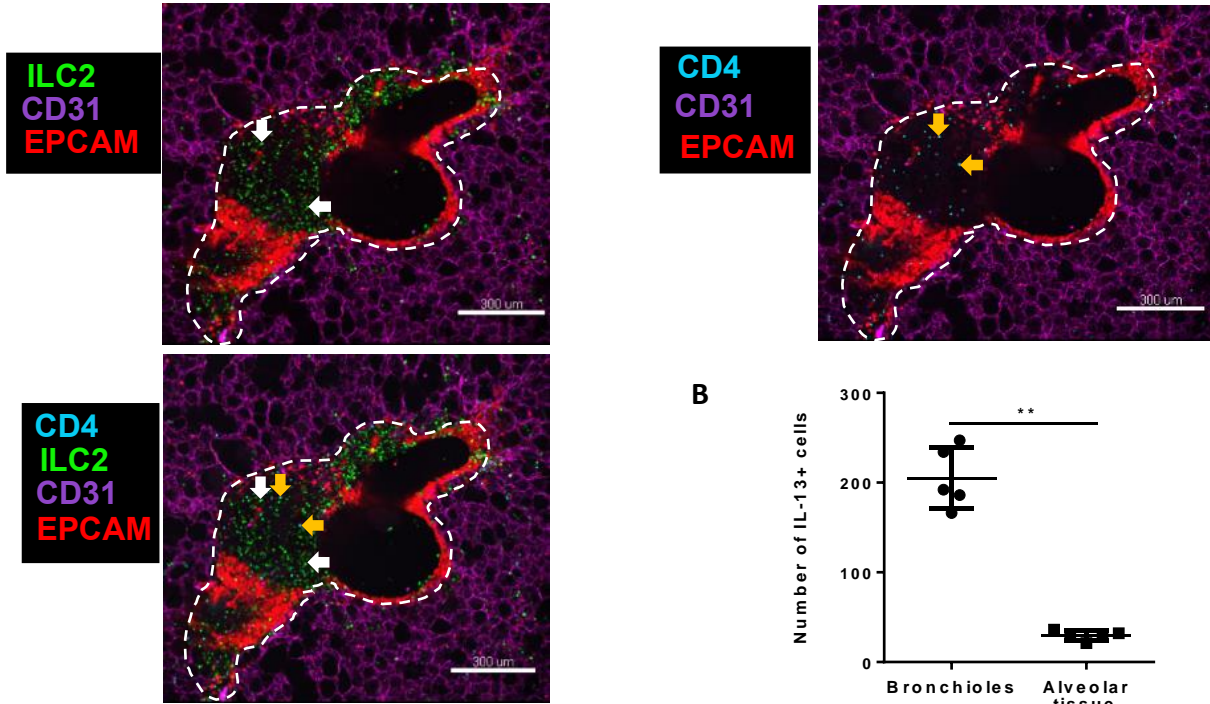 ILC2
CD31
EPCAM
300 um
CD4
CD31
EPCAM
300 um
CD4
ILC2
CD31
EPCAM
300 um
B
Number of IL-13+ cells
300
200
100
0
**
Bronchioles
Alveolar
tissue